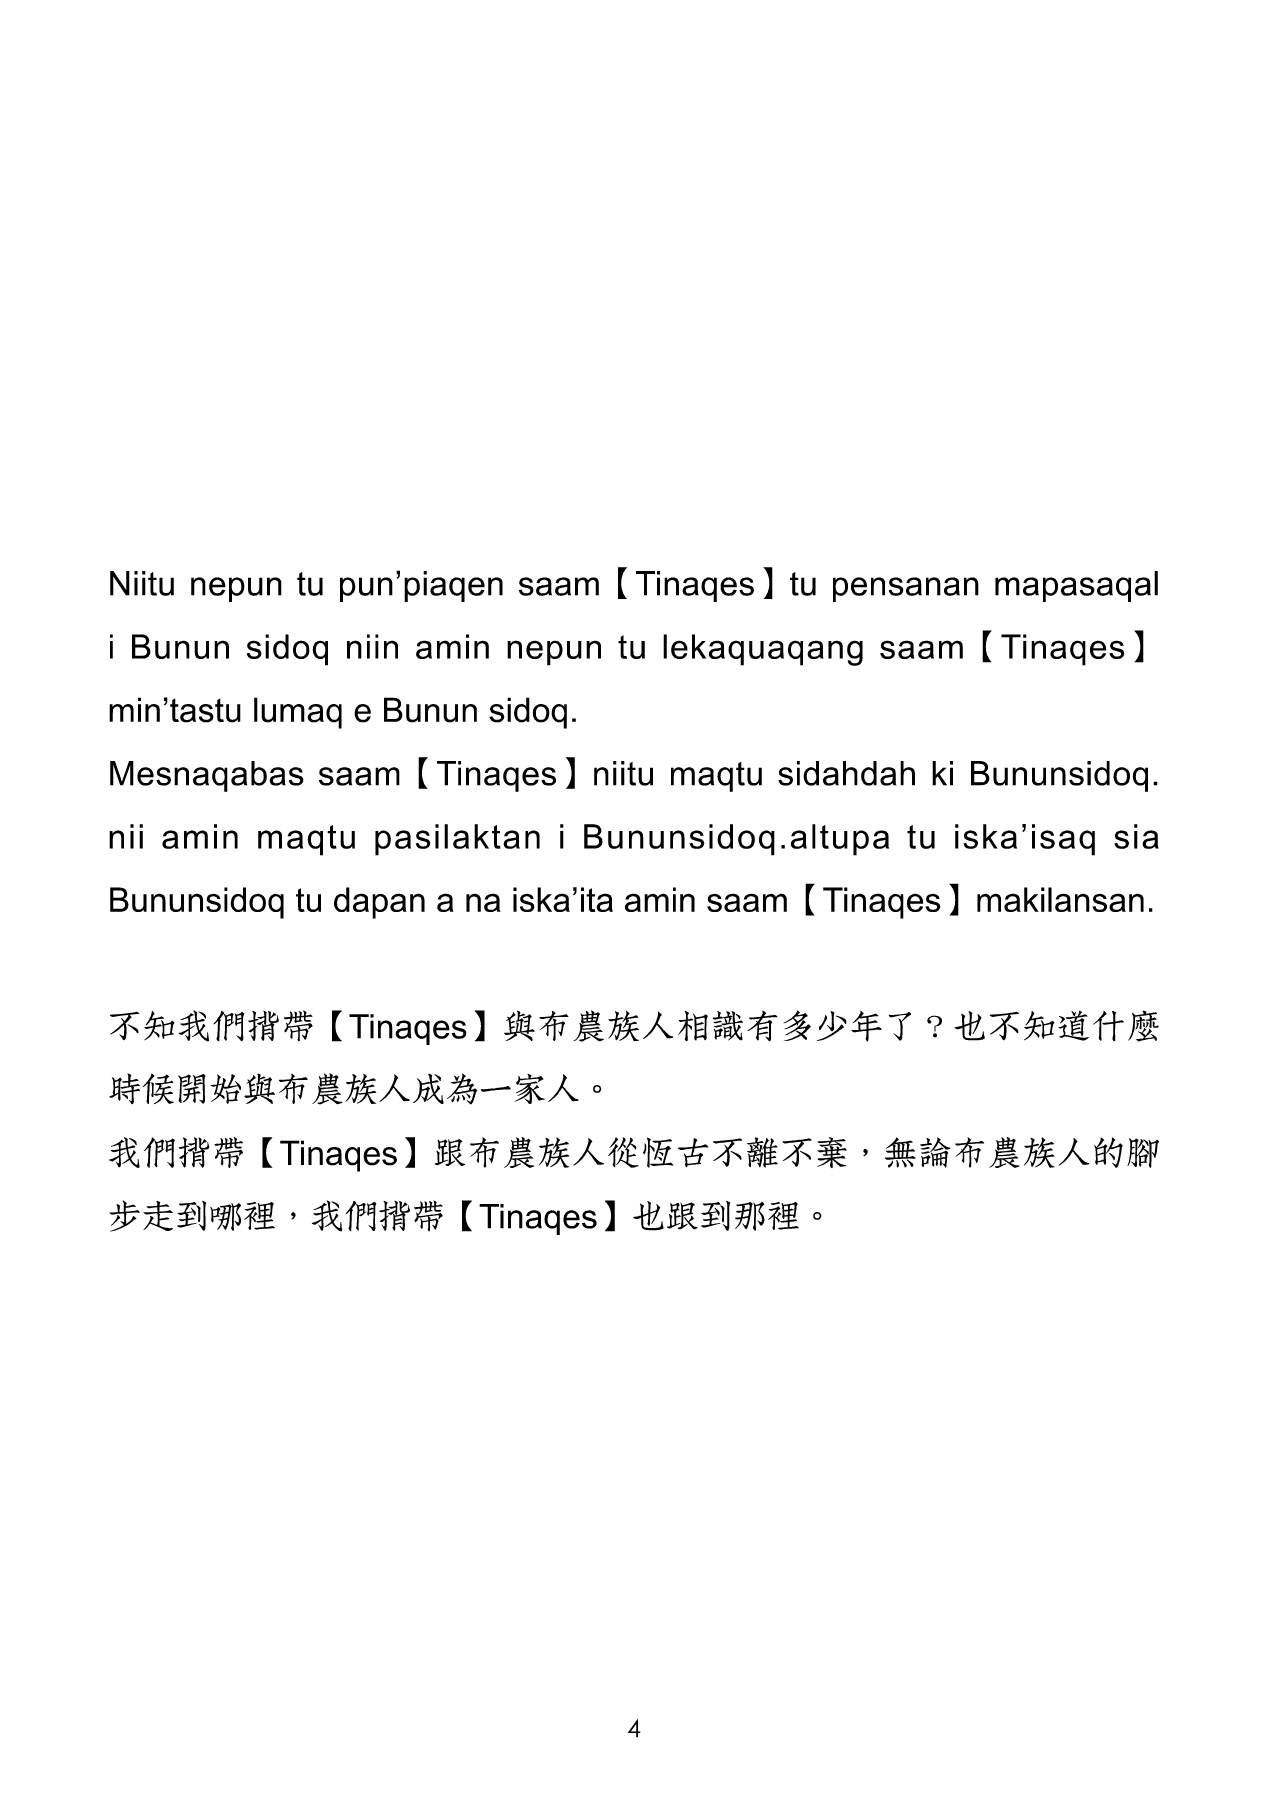 Niitu nepun tu pun’piaqen saam【Tinaqes】tu pensanan mapasaqal
i Bunun sidoq niin amin nepun tu lekaquaqang saam【Tinaqes】
min’tastu lumaq e Bunun sidoq.
Mesnaqabas saam【Tinaqes】niitu maqtu sidahdah ki Bununsidoq.
nii amin maqtu pasilaktan i Bununsidoq.altupa tu iska’isaq sia
Bununsidoq tu dapan a na iska’ita amin saam【Tinaqes】makilansan.
不知我們揹帶【Tinaqes】與布農族人相識有多少年了？也不知道什麼
時候開始與布農族人成為一家人。
我們揹帶【Tinaqes】跟布農族人從恆古不離不棄，無論布農族人的腳
步走到哪裡，我們揹帶【Tinaqes】也跟到那裡。
4